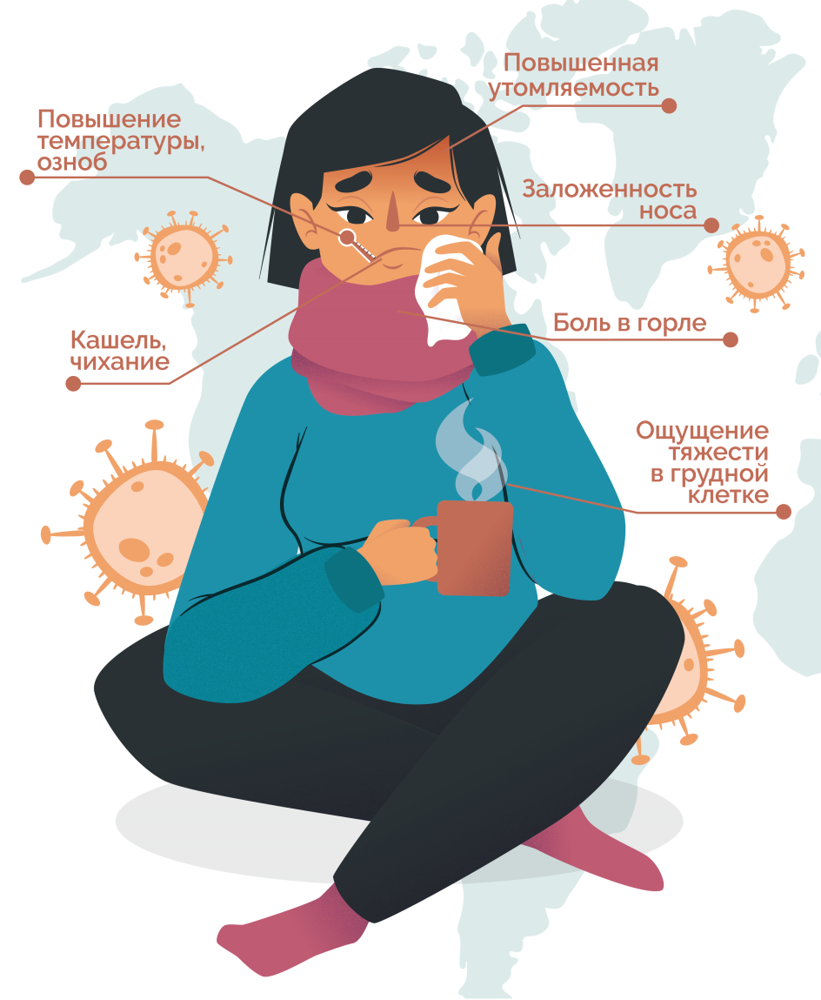 Повышенная
утомляемость
Повышение
температуры,
озноб
Заложенность
носа
Боль в горле
Кашель,
чихание
Ощущение
тяжести
в грудной
клетке